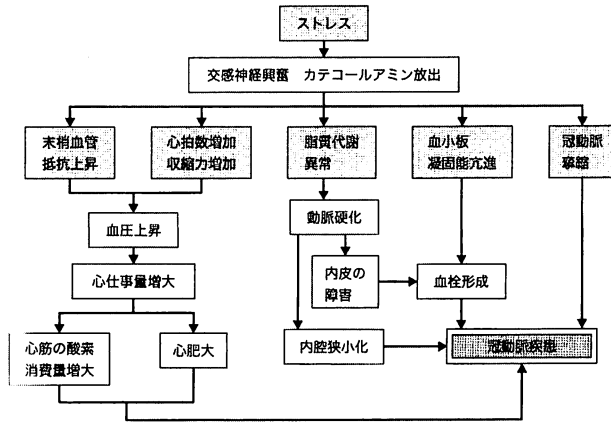 ストレス
交感神経興奮 カテコールアミン放出
末梢血管
抵抗上昇
心拍数増加
収縮力増加
脂質代謝
異常
血小板
凝固能亢進
冠動脈
攣縮
血圧上昇
動脈硬化
心仕事量増大
内皮の
障害
血栓形成
心筋の酸素
消費量増大
心肥大
内腔狭小化
冠動脈疾患